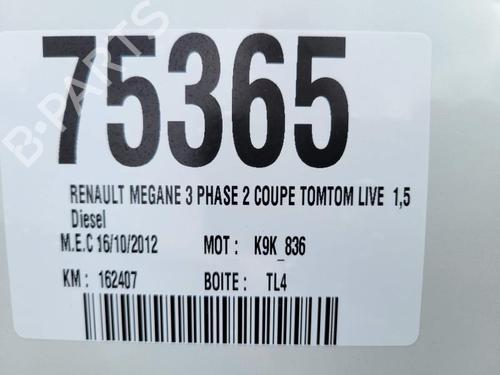 75365
B-PARTS
RENAULT MEGANE 3 PHASE 2 COUPE TOMTOM LIVE 1,5
Diesel
M.E.C 16/10/2012 MOT : K9K_836
KM : 162407 BOITE : TL4